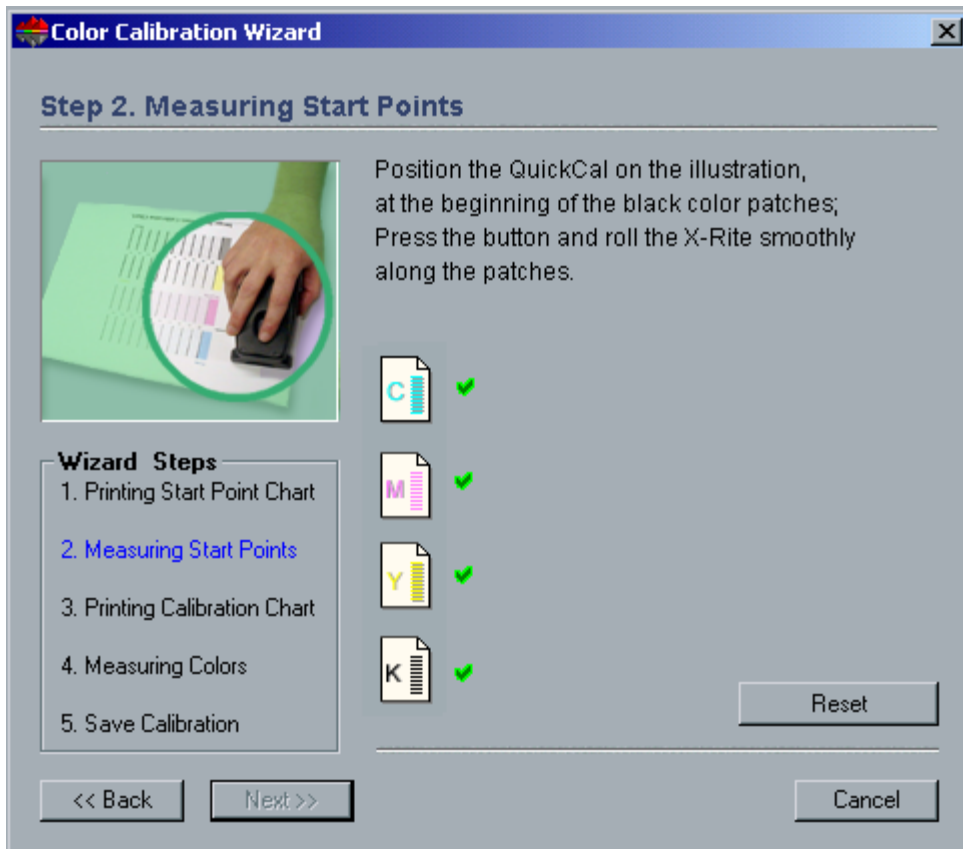 Color Calibration Wizard
Step 2. Measuring Start Points
Position the QuickCal on the illustration,
at the beginning of the black color patches;
Press the button and roll the X-Rite smoothly
along the patches.
C
M
Y
K
Wizard Steps
1. Printing Start Point Chart
2. Measuring Start Points
3. Printing Calibration Chart
4. Measuring Colors
5. Save Calibration
Reset
<< Back
Next >>
Cancel